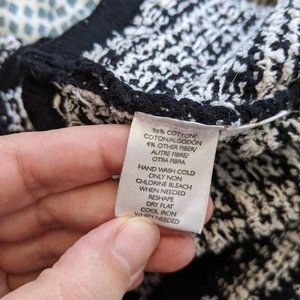 96% COTTON/
COTON/ALGODÓN
4% OTHER FIBER/
AUTRE FIBRE/
OTRA FIBRA
HAND WASH COLD
ONLY NON
CHLORINE BLEACH
WHEN NEEDED
RESHAPE
DRY FLAT
COOL IRON
WHEN NEEDED